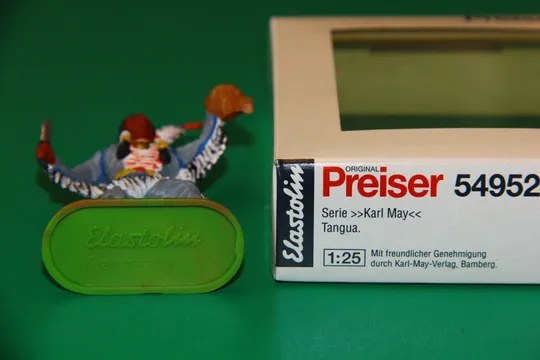 Elastolin
Elastolin
ORIGINAL
Preiser 54952
Serie >>Karl May<<
Tangua.
1:25
Mit freundlicher Genehmigung
durch Karl-May-Verlag, Bamberg.